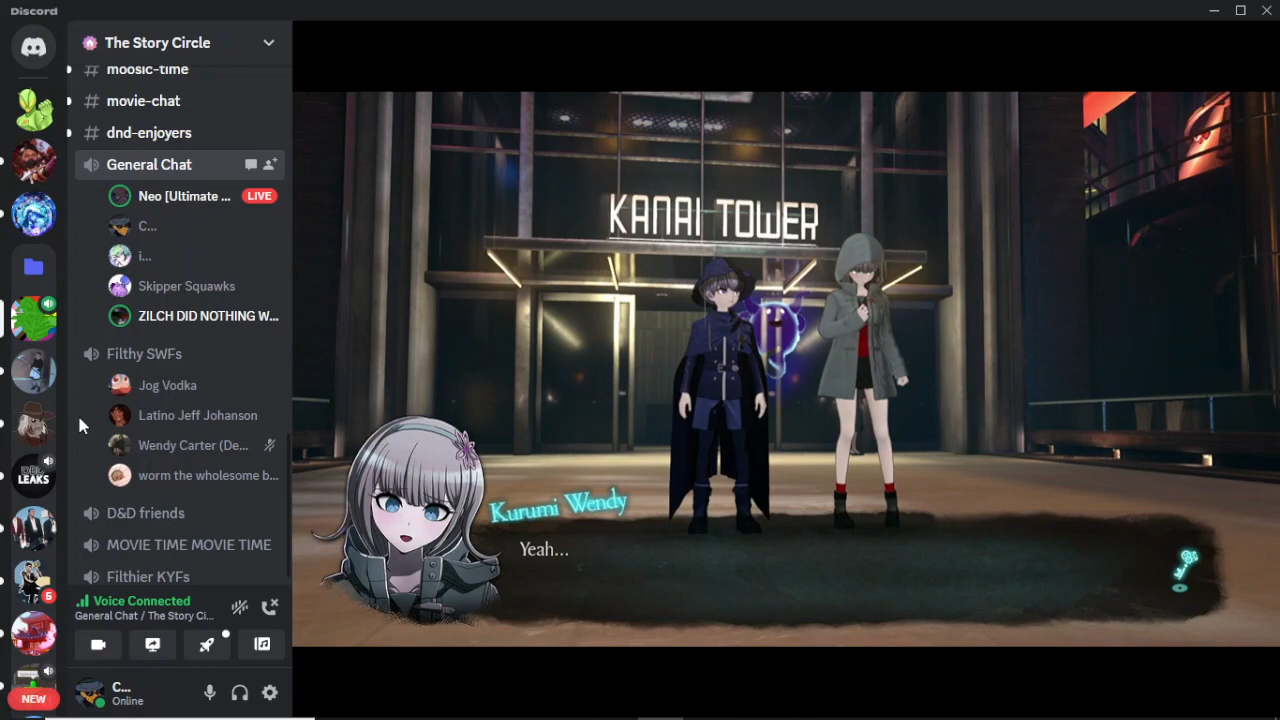 Discord
The Story Circle
moosic-time
movie-chat
dnd-enjoyers
General Chat
Neo [Ultimate ...
LIVE
C...
i...
Skipper Squawks
ZILCH DID NOTHING W...
Filthy SWFs
Jog Vodka
Latino Jeff Johanson
Wendy Carter (De...
worm the wholesome b...
D&D friends
MOVIE TIME MOVIE TIME
Filthier KYFs
Voice Connected
General Chat / The Story Ci...
C...
Online
LEAKS
5
NEW
KANAI TOWER
Kurumi Wendy
Yeah...